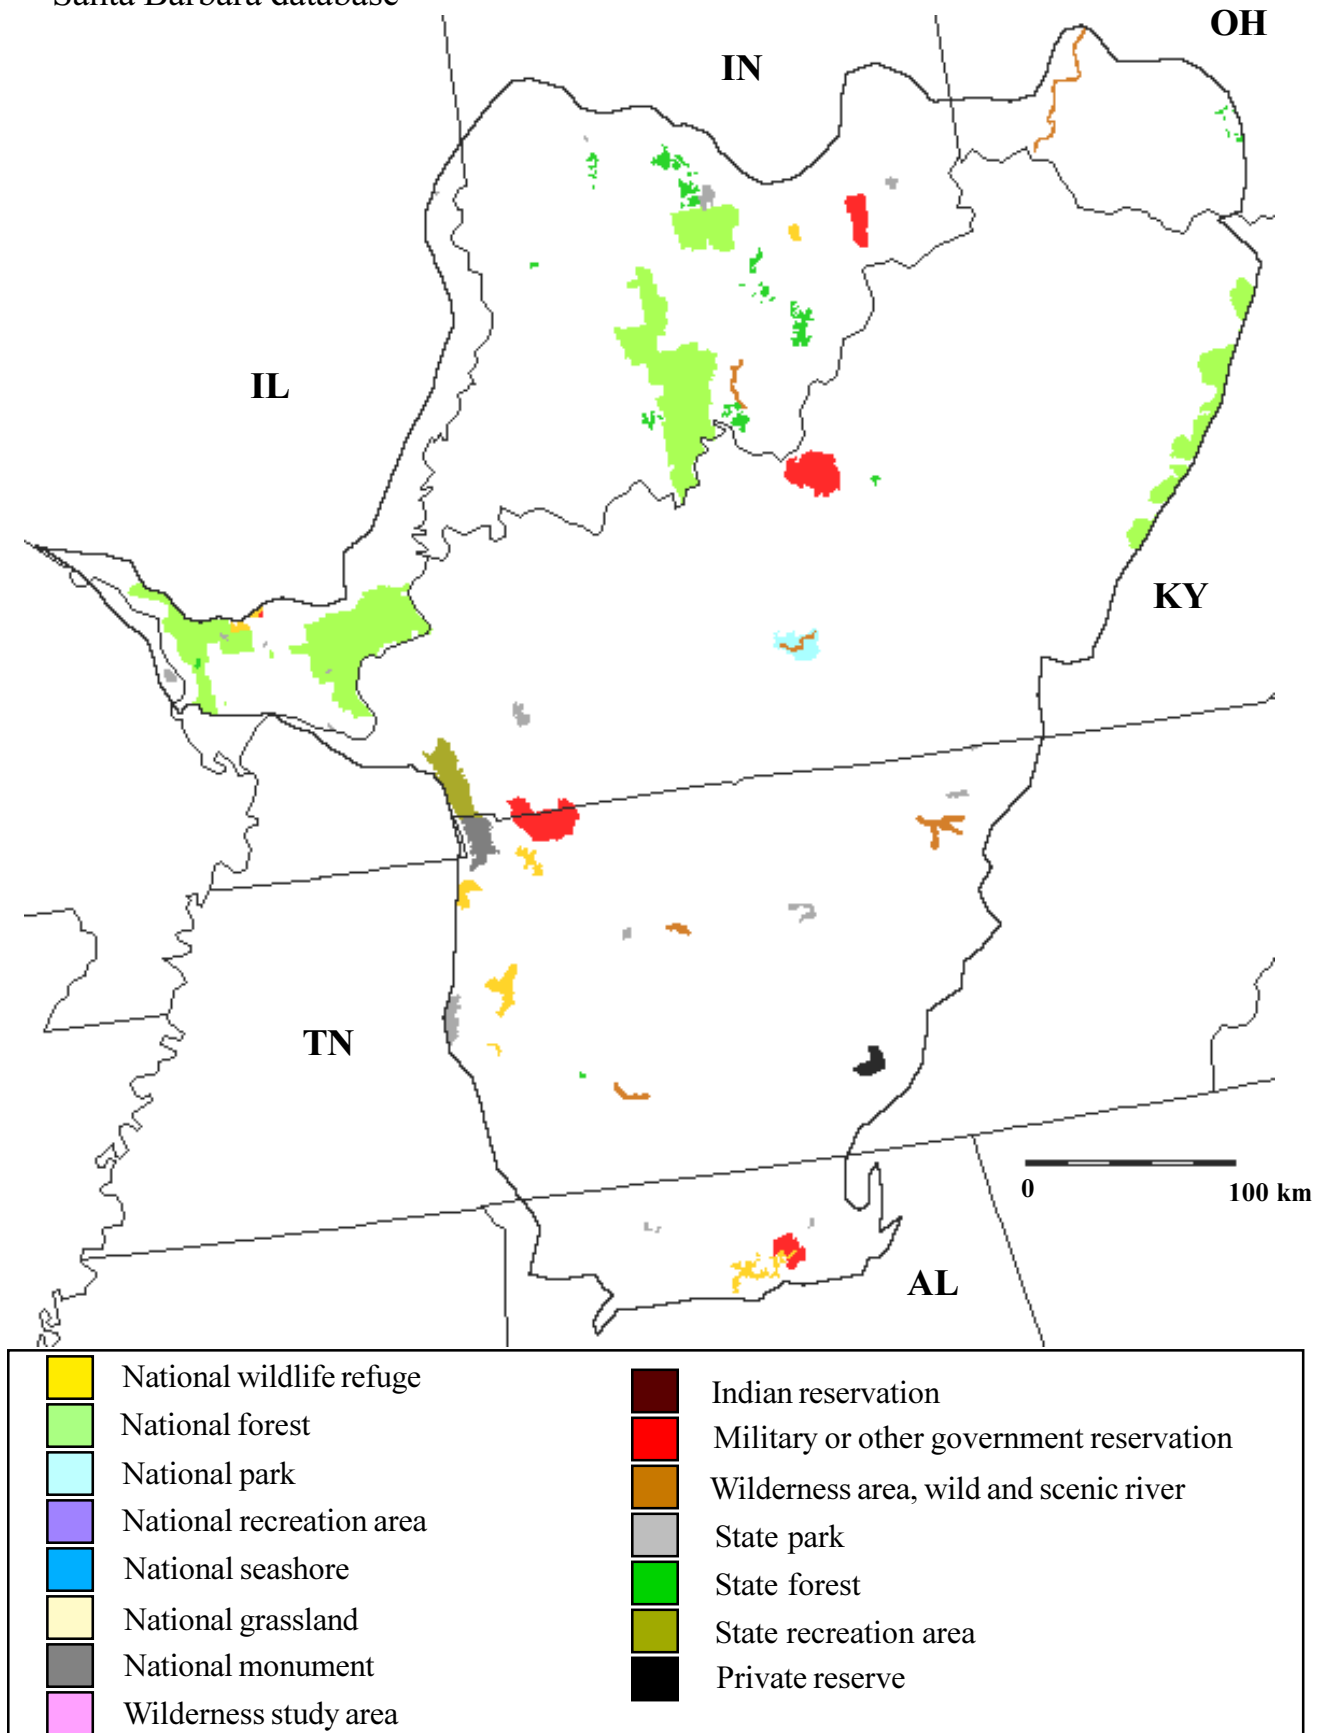 Santa Barbara database
OH
IN
IL
KY
TN
AL
0
100 km
National wildlife refuge
National forest
National park
National recreation area
National seashore
National grassland
National monument
Wilderness study area
Indian reservation
Military or other government reservation
Wilderness area, wild and scenic river
State park
State forest
State recreation area
Private reserve